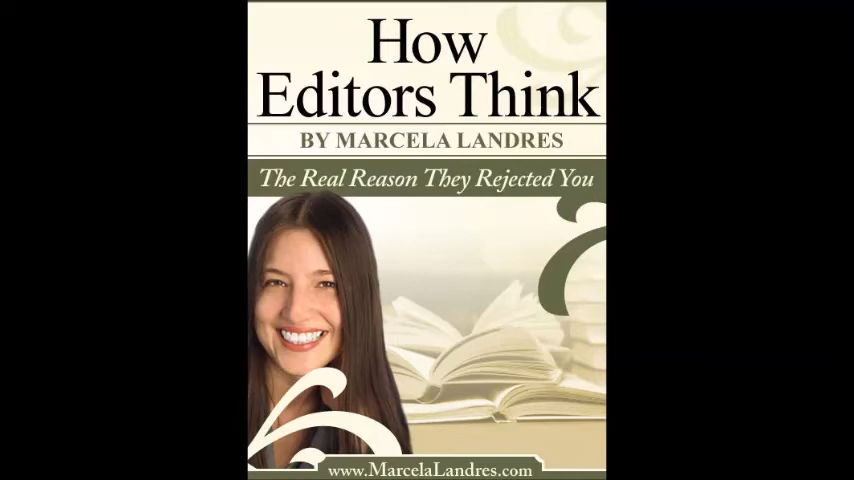 How
Editors Think
BY MARCELA LANDRES
The Real Reason They Rejected You
www.MarcelaLandres.com